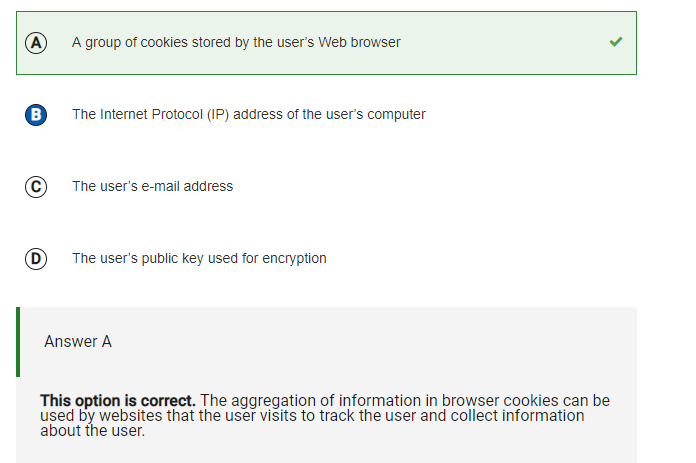 A A group of cookies stored by the user's Web browser
B The Internet Protocol (IP) address of the user's computer
C The user's e-mail address
D The user's public key used for encryption
Answer A
This option is correct. The aggregation of information in browser cookies can be
used by websites that the user visits to track the user and collect information
about the user.